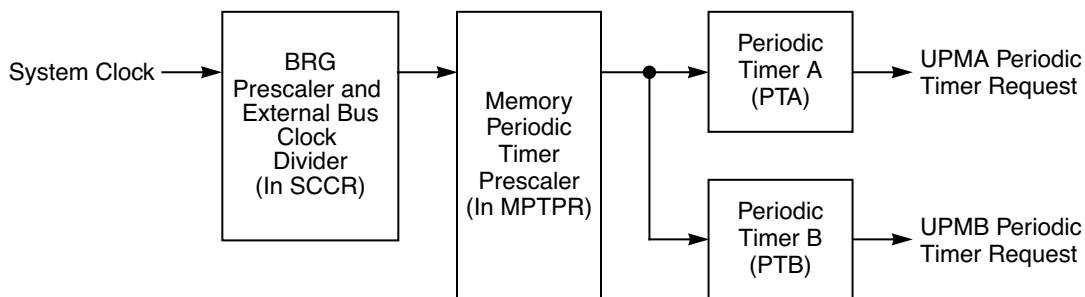 System Clock
BRG
Prescaler and
External Bus
Clock
Divider
(In SCCR)
Memory
Periodic
Timer
Prescaler
(In MPTPR)
Periodic
Timer A
(PTA)
UPMA Periodic
Timer Request
Periodic
Timer B
(PTB)
UPMB Periodic
Timer Request